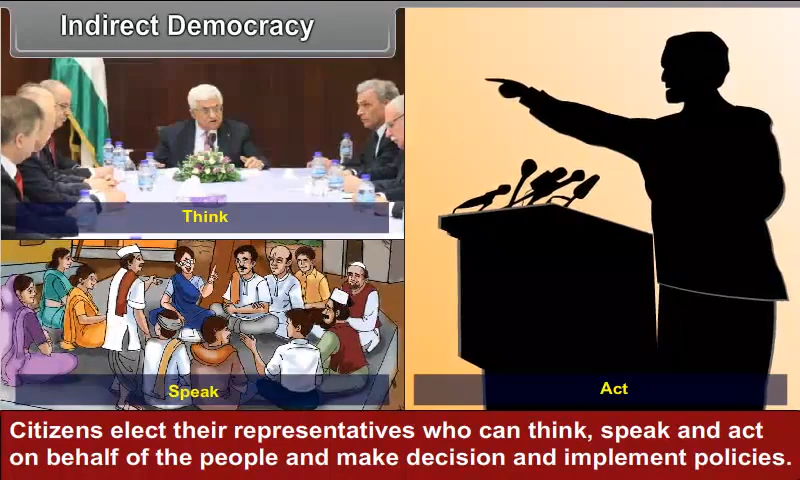 Indirect Democracy
Think
Speak
Act
Citizens elect their representatives who can think, speak and act
on behalf of the people and make decision and implement policies.